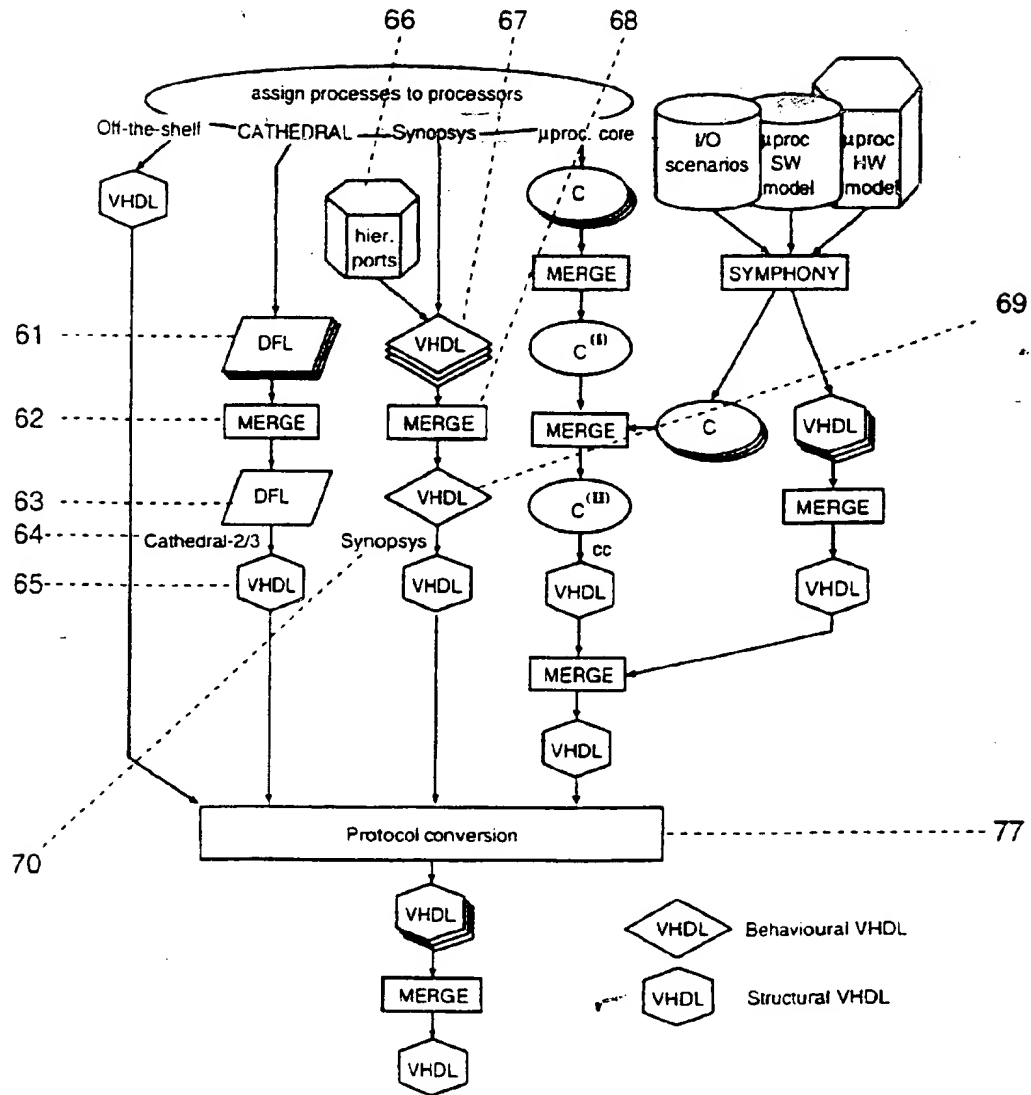 66
67
68
assign processes to processors
Off-the-shelf
CATHEDRAL
Synopsys
μproc. core
I/O
scenarios
μproc
SW
model
μproc
HW
model
VHDL
C
hier.
ports
MERGE
SYMPHONY
69
61
DFL
VHDL
C (I)
62
MERGE
MERGE
MERGE
C
VHDL
63
DFL
VHDL
C (II)
MERGE
64
Cathedral-2/3
Synopsys
cc
65
VHDL
VHDL
VHDL
VHDL
MERGE
VHDL
Protocol conversion
77
70
VHDL
VHDL
Behavioural VHDL
MERGE
VHDL
Structural VHDL
VHDL